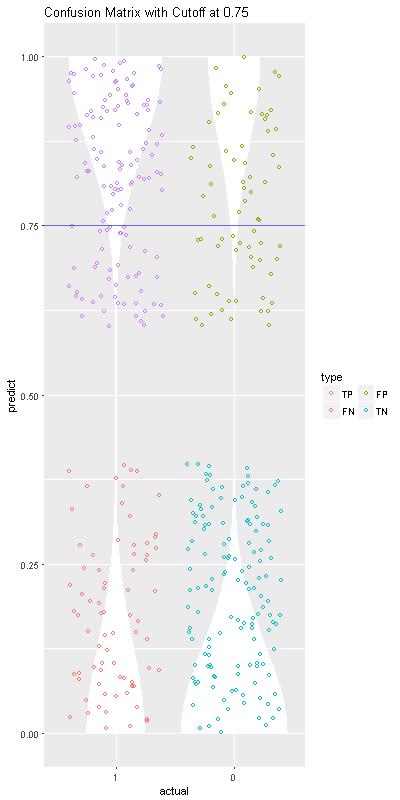 Confusion Matrix with Cutoff at 0.75
1.00
0.75
0.50
0.25
0.00
predict
1 0
actual
type
TP FP
FN TN